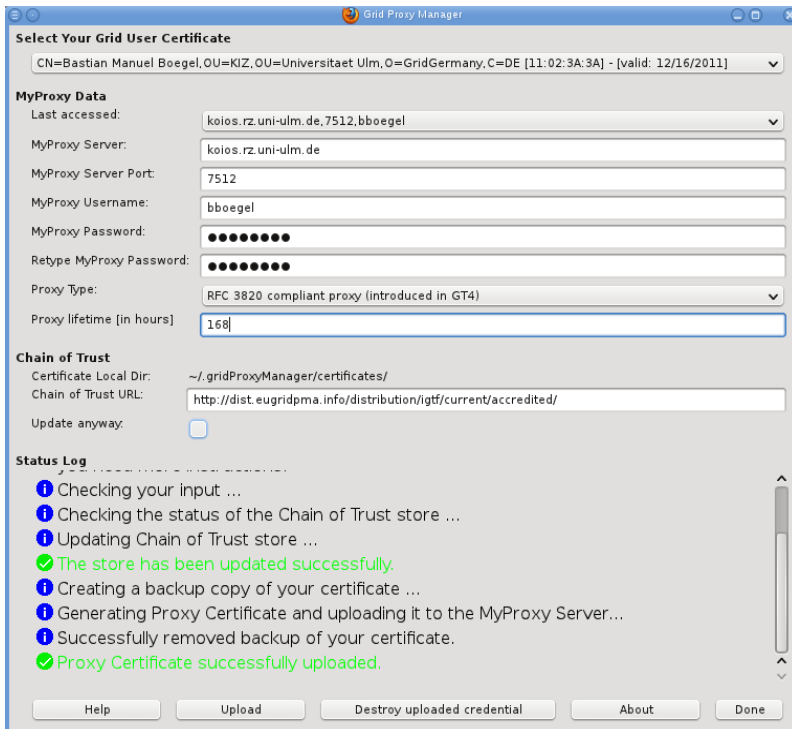 Grid Proxy Manager
Select Your Grid User Certificate
CN=Bastian Manuel Boegel,OU=KIZ,OU=Universitaet Ulm,O=GridGermany,C=DE [11:02:3A:3A] - [valid: 12/16/2011]
MyProxy Data
Last accessed: koios.rz.uni-ulm.de,7512,bboegel
MyProxy Server: koios.rz.uni-ulm.de
MyProxy Server Port: 7512
MyProxy Username: bboegel
MyProxy Password: ●●●●●●●●
Retype MyProxy Password: ●●●●●●●●
Proxy Type: RFC 3820 compliant proxy (introduced in GT4)
Proxy lifetime [in hours] 168
Chain of Trust
Certificate Local Dir: ~/.gridProxyManager/certificates/
Chain of Trust URL: http://dist.eugridpma.info/distribution/igtf/current/accredited/
Update anyway:
Status Log
you need more instructions.
Checking your input ...
Checking the status of the Chain of Trust store ...
Updating Chain of Trust store ...
The store has been updated successfully.
Creating a backup copy of your certificate ...
Generating Proxy Certificate and uploading it to the MyProxy Server...
Successfully removed backup of your certificate.
Proxy Certificate successfully uploaded.
Help Upload Destroy uploaded credential About Done